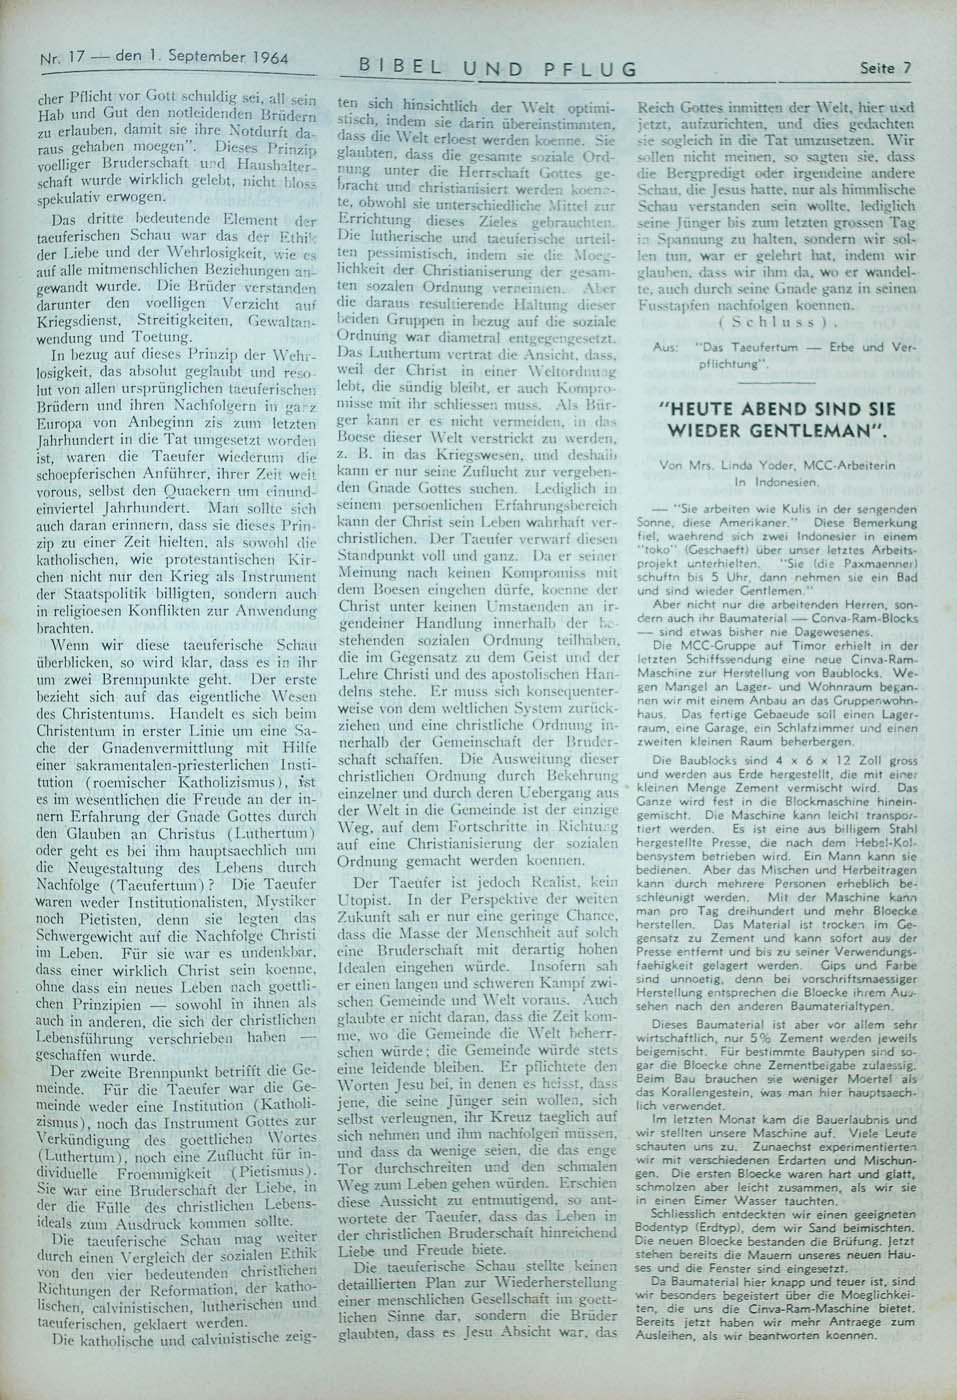 Nr. 17 — den 1. September 1964
BIBEL UND PFLUG
Seite 7
cher Pflicht vor Gott schuldig sei, all sein
Hab und Gut den notleidenden Brüdern
zu erlauben, damit sie ihre Notdurft da-
raus gehaben moegen". Dieses Prinzip
voelliger Bruderschaft und Haushalter-
schaft wurde wirklich gelebt, nicht bloss
spekulativ erwogen.
Das dritte bedeutende Element der
taeuferischen Schau war das der Ethik
der Liebe und der Wehrlosigkeit, wie es
auf alle mitmenschlichen Beziehungen an-
gewandt wurde. Die Brüder verstanden
darunter den voelligen Verzicht auf
Kriegsdienst, Streitigkeiten, Gewaltan-
wendung und Toetung.
In bezug auf dieses Prinzip der Wehr-
losigkeit, das absolut geglaubt und reso-
lut von allen ursprünglichen taeuferischen
Brüdern und ihren Nachfolgern in ganz
Europa von Anbeginn zis zum letzten
Jahrhundert in die Tat umgesetzt worden
ist, waren die Taeufer wiederum die
schoepferischen Anführer, ihrer Zeit weit
vorous, selbst den Quackern um einund-
einviertel Jahrhundert. Man sollte sich
auch daran erinnern, dass sie dieses Prin-
zip zu einer Zeit hielten, als sowohl die
katholischen, wie protestantischen Kir-
chen nicht nur den Krieg als Instrument
der Staatspolitik billigten, sondern auch
in religioesen Konflikten zur Anwendung
brachten.
Wenn wir diese taeuferische Schau
überblicken, so wird klar, dass es in ihr
um zwei Brennpunkte geht. Der erste
bezieht sich auf das eigentliche Wesen
des Christentums. Handelt es sich beim
Christentum in erster Linie um eine Sa-
che der Gnadenvermittlung mit Hilfe
einer sakramentalen-priesterlichen Insti-
tution (roemischer Katholizismus), ist
es im wesentlichen die Freude an der in-
nern Erfahrung der Gnade Gottes durch
den Glauben an Christus (Luthertum)
oder geht es bei ihm hauptsaechlich um
die Neugestaltung des Lebens durch
Nachfolge (Taeufertum)? Die Taeufer
waren weder Institutionalisten, Mystiker
noch Pietisten, denn sie legten das
Schwergewicht auf die Nachfolge Christi
im Leben. Für sie war es undenkbar,
dass einer wirklich Christ sein koenne,
ohne dass ein neues Leben nach goettli-
chen Prinzipien — sowohl in ihnen als
auch in anderen, die sich der christlichen
Lebensführung verschrieben haben —
geschaffen wurde.
Der zweite Brennpunkt betrifft die Ge-
meinde. Für die Taeufer war die Ge-
meinde weder eine Institution (Katholi-
zismus), noch das Instrument Gottes zur
Verkündigung des goettlichen Wortes
(Luthertum), noch eine Zuflucht für in-
dividuelle Froemmigkeit (Pietismus).
Sie war eine Bruderschaft der Liebe, in
der die Fülle des christlichen Lebens-
ideals zum Ausdruck kommen sollte.
Die taeuferische Schau mag weiter
durch einen Vergleich der sozialen Ethik
von den vier bedeutenden christlichen
Richtungen der Reformation, der katho-
lischen, calvinistischen, lutherischen und
taeuferischen, geklaert werden.
Die katholische und calvinistische zeig-
ten sich hinsichtlich der Welt optimi-
stisch, indem sie darin übereinstimmten,
dass die Welt erloest werden koenne. Sie
glaubten, dass die gesamte soziale Ord-
nung unter die Herrschaft Gottes ge-
bracht und christianisiert werden koenn-
te, obwohl sie unterschiedliche Mittel zur
Errichtung dieses Zieles gebrauchten.
Die lutherische und taeuferische urteil-
ten pessimistisch, indem sie die Moeg-
lichkeit der Christianiserung der gesam-
ten sozalen Ordnung verneinten. Aber
die daraus resultierende Haltung dieser
beiden Gruppen in bezug auf die soziale
Ordnung war diametral entgegengesetzt.
Das Luthertum vertrat die Ansicht, dass,
weil der Christ in einer Weltordnung
lebt, die sündig bleibt, er auch Kompro-
misse mit ihr schliessen muss. Als Bür-
ger kann er es nicht vermeiden, in das
Boese dieser Welt verstrickt zu werden,
z. B. in das Kriegswesen, und deshalb
kann er nur seine Zuflucht zur vergeben-
den Gnade Gottes suchen. Lediglich in
seinem persoenlichen Erfahrungsbereich
kann der Christ sein Leben wahrhaft ver-
christlichen. Der Taeufer verwarf diesen
Standpunkt voll und ganz. Da er seiner
Meinung nach keinen Kompromiss mit
dem Boesen eingehen dürfe, koenne der
Christ unter keinen Umstaenden an ir-
gendeiner Handlung innerhalb der be-
stehenden sozialen Ordnung teilhaben,
die im Gegensatz zu dem Geist und der
Lehre Christi und des apostolischen Han-
delns stehe. Er muss sich konsequenter-
weise von dem weltlichen System zurück-
ziehen und eine christliche Ordnung in-
nerhalb der Gemeinschaft der Bruder-
schaft schaffen. Die Ausweitung dieser
christlichen Ordnung durch Bekehrung
einzelner und durch deren Uebergang aus
der Welt in die Gemeinde ist der einzige
Weg, auf dem Fortschritte in Richtung
auf eine Christianisierung der sozialen
Ordnung gemacht werden koennen.
Der Taeufer ist jedoch Realist, kein
Utopist. In der Perspektive der weiten
Zukunft sah er nur eine geringe Chance,
dass die Masse der Menschheit auf solch
eine Bruderschaft mit derartig hohen
Idealen eingehen würde. Insofern sah
er einen langen und schweren Kampf zwi-
schen Gemeinde und Welt voraus. Auch
glaubte er nicht daran, dass die Zeit kom-
me, wo die Gemeinde die Welt beherr-
schen würde; die Gemeinde würde stets
eine leidende bleiben. Er pflichtete den
Worten Jesu bei, in denen es heisst, dass
jene, die seine Jünger sein wollen, sich
selbst verleugnen, ihr Kreuz taeglich auf
sich nehmen und ihm nachfolgen müssen,
und dass da wenige seien, die das enge
Tor durchschreiten und den schmalen
Weg zum Leben gehen würden. Erschien
diese Aussicht zu entmutigend, so ant-
wortete der Taeufer, dass das Leben in
der christlichen Bruderschaft hinreichend
Liebe und Freude biete.
Die taeuferische Schau stellte keinen
detaillierten Plan zur Wiederherstellung
einer menschlichen Gesellschaft im goett-
lichen Sinne dar, sondern die Brüder
glaubten, dass es Jesu Absicht war, das
Reich Gottes inmitten der Welt, hier und
jetzt, aufzurichten, und dies gedachten
sie sogleich in die Tat umzusetzen. Wir
sollen nicht meinen, so sagten sie, dass
die Bergpredigt oder irgendeine andere
Schau, die Jesus hatte, nur als himmlische
Schau verstanden sein wollte, lediglich
seine Jünger bis zum letzten grossen Tag
in Spannung zu halten, sondern wir sol-
len tun, war er gelehrt hat, indem wir
glauben, dass wir ihm da, wo er wandel-
te, auch durch seine Gnade ganz in seinen
Fusstapfen nachfolgen koennen.
(Schluss).
Aus: "Das Taeufertum — Erbe und Ver-
pflichtung".
"HEUTE ABEND SIND SIE
WIEDER GENTLEMAN".
Von Mrs. Linda Yoder, MCC-Arbeiterin
In Indonesien.
— "Sie arbeiten wie Kulis in der sengenden
Sonne, diese Amerikaner." Diese Bemerkung
fiel, waehrend sich zwei Indonesier in einem
"toko" (Geschaeft) über unser letztes Arbeits-
projekt unterhielten. "Sie (die Paxmaenner)
schuftn bis 5 Uhr, dann nehmen sie ein Bad
und sind wieder Gentlemen."
Aber nicht nur die arbeitenden Herren, son-
dern auch ihr Baumaterial — Conva-Ram-Blocks
— sind etwas bisher nie Dagewesenes.
Die MCC-Gruppe auf Timor erhielt in der
letzten Schiffssendung eine neue Cinva-Ram-
Maschine zur Herstellung von Baublocks. We-
gen Mangel an Lager- und Wohnraum began-
nen wir mit einem Anbau an das Gruppenwohn-
haus. Das fertige Gebaeude soll einen Lager-
raum, eine Garage, ein Schlafzimmer und einen
zweiten kleinen Raum beherbergen.
Die Baublocks sind 4 x 6 x 12 Zoll gross
und werden aus Erde hergestellt, die mit einer
kleinen Menge Zement vermischt wird. Das
Ganze wird fest in die Blockmaschine hinein-
gemischt. Die Maschine kann leichl transpor-
tiert werden. Es ist eine aus billigem Stahl
hergestellte Presse, die nach dem Hebel-Kol-
bensystem betrieben wird. Ein Mann kann sie
bedienen. Aber das Mischen und Herbeitragen
kann durch mehrere Personen erheblich be-
schleunigt werden. Mit der Maschine kann
man pro Tag dreihundert und mehr Bloecke
herstellen. Das Material ist trocken im Ge-
gensatz zu Zement und kann sofort aus der
Presse entfernt und bis zu seiner Verwendungs-
faehigkeit gelagert werden. Gips und Farbe
sind unnoetig, denn bei vorschriftsmaessiger
Herstellung entsprechen die Bloecke ihrem Aus-
sehen nach den anderen Baumaterialtypen.
Dieses Baumaterial ist aber vor allem sehr
wirtschaftlich, nur 5% Zement werden jeweils
beigemischt. Für bestimmte Bautypen sind so-
gar die Bloecke ohne Zementbeigabe zulaessig.
Beim Bau brauchen sie weniger Moertel als
das Korallengestein, was man hier hauptsaech-
lich verwendet.
Im letzten Monat kam die Bauerlaubnis und
wir stellten unsere Maschine auf. Viele Leute
schauten uns zu. Zunaechst experimentierten
wir mit verschiedenen Erdarten und Mischun-
gen. Die ersten Bloecke waren hart und glatt,
schmolzen aber leicht zusammen, als wir sie
in einen Eimer Wasser tauchten.
Schliesslich entdeckten wir einen geeigneten
Bodentyp (Erdtyp), dem wir Sand beimischten.
Die neuen Bloecke bestanden die Brüfung. Jetzt
stehen bereits die Mauern unseres neuen Hau-
ses und die Fenster sind eingesetzt.
Da Baumaterial hier knapp und teuer ist, sind
wir besonders begeistert über die Moeglichkei-
ten, die uns die Cinva-Ram-Maschine bietet.
Bereits jetzt haben wir mehr Antraege zum
Ausleihen, als wir beantworten koennen.